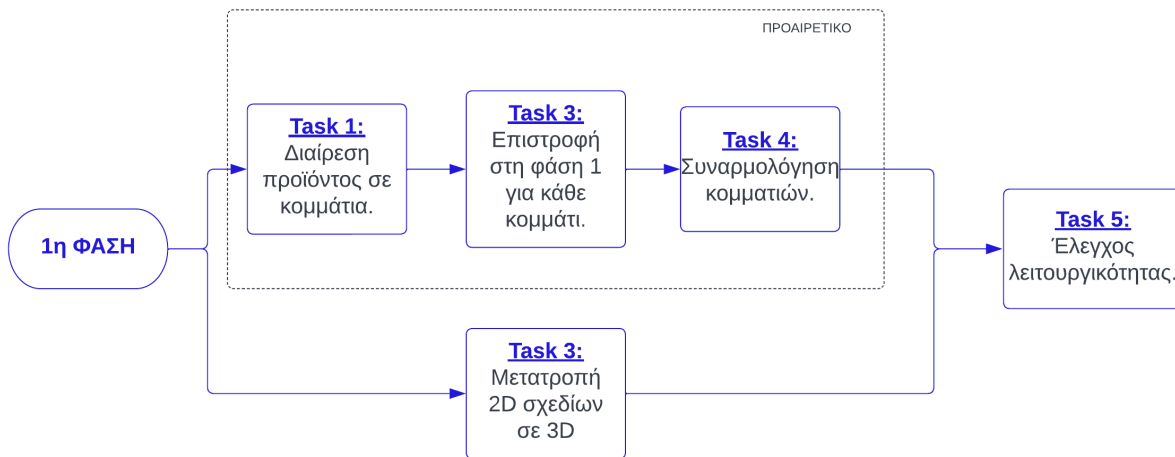 ΠΡΟΑΙΡΕΤΙΚΟ
Task 1:
Διαίρεση
προϊόντος σε
κομμάτια.
Task 3:
Επιστροφή
στη φάση 1
για κάθε
κομμάτι.
Task 4:
Συναρμολόγηση
κομματιών.
1η ΦΑΣΗ
Task 5:
Έλεγχος
λειτουργικότητας.
Task 3:
Μετατροπή
2D σχεδίων
σε 3D